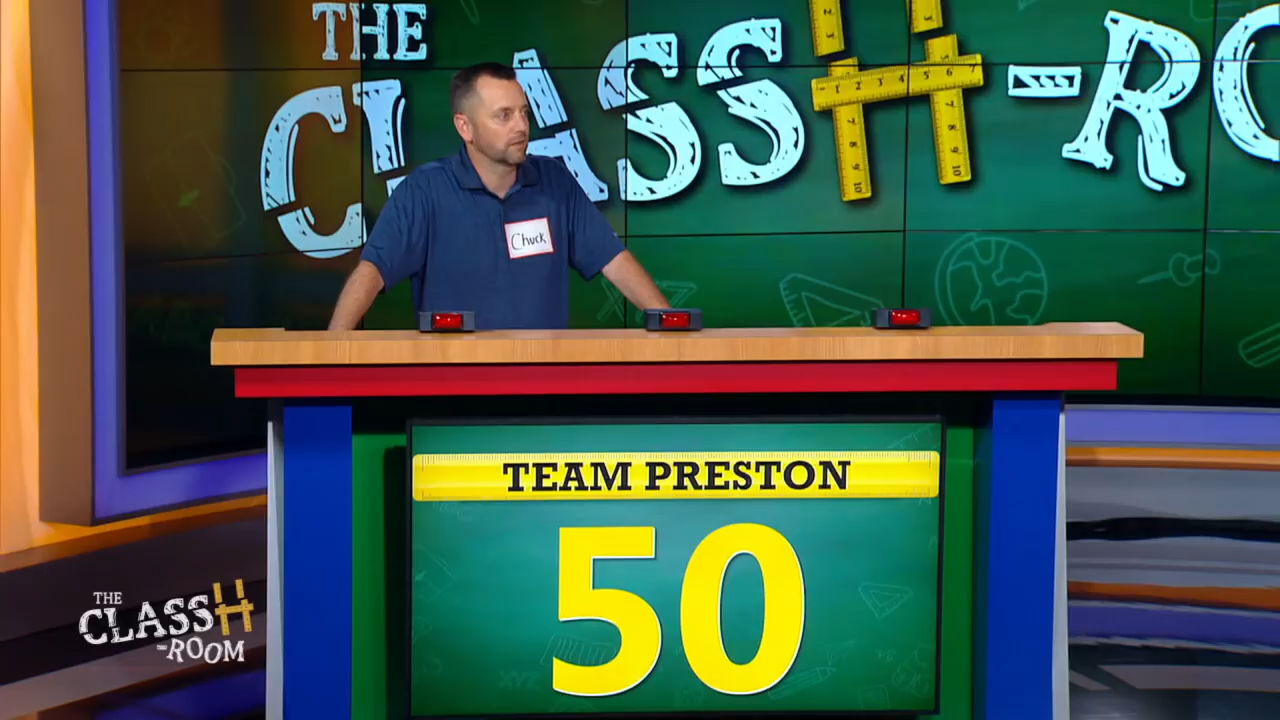 THE
CLASSH-RO
Chuck
TEAM PRESTON
50
THE
CLASSH
-ROOM